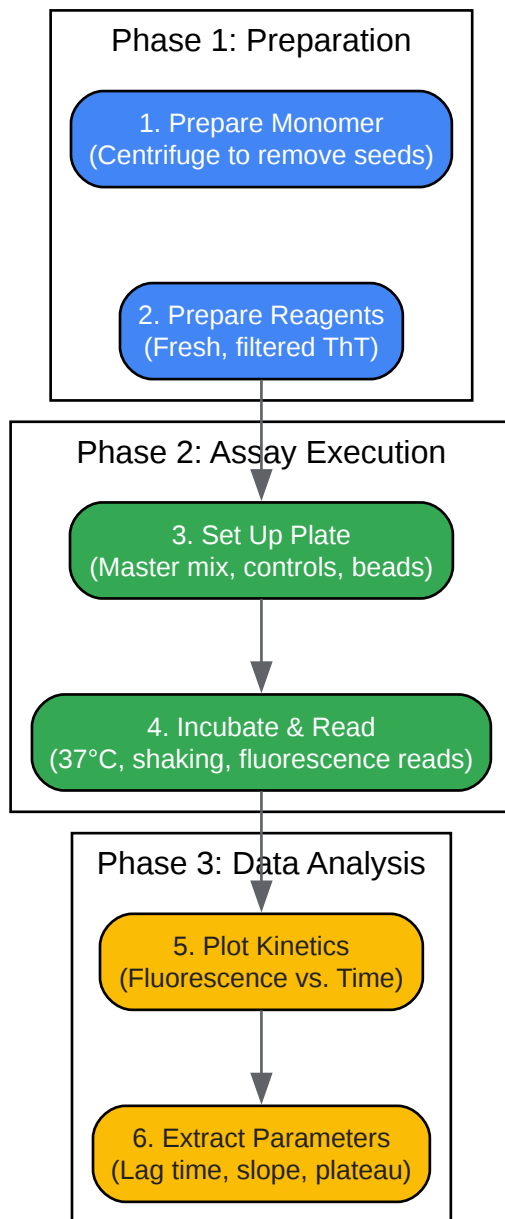 Phase 1: Preparation
1. Prepare Monomer
(Centrifuge to remove seeds)
2. Prepare Reagents
(Fresh, filtered ThT)
Phase 2: Assay Execution
3. Set Up Plate
(Master mix, controls, beads)
4. Incubate & Read
(37°C, shaking, fluorescence reads)
Phase 3: Data Analysis
5. Plot Kinetics
(Fluorescence vs. Time)
6. Extract Parameters
(Lag time, slope, plateau)